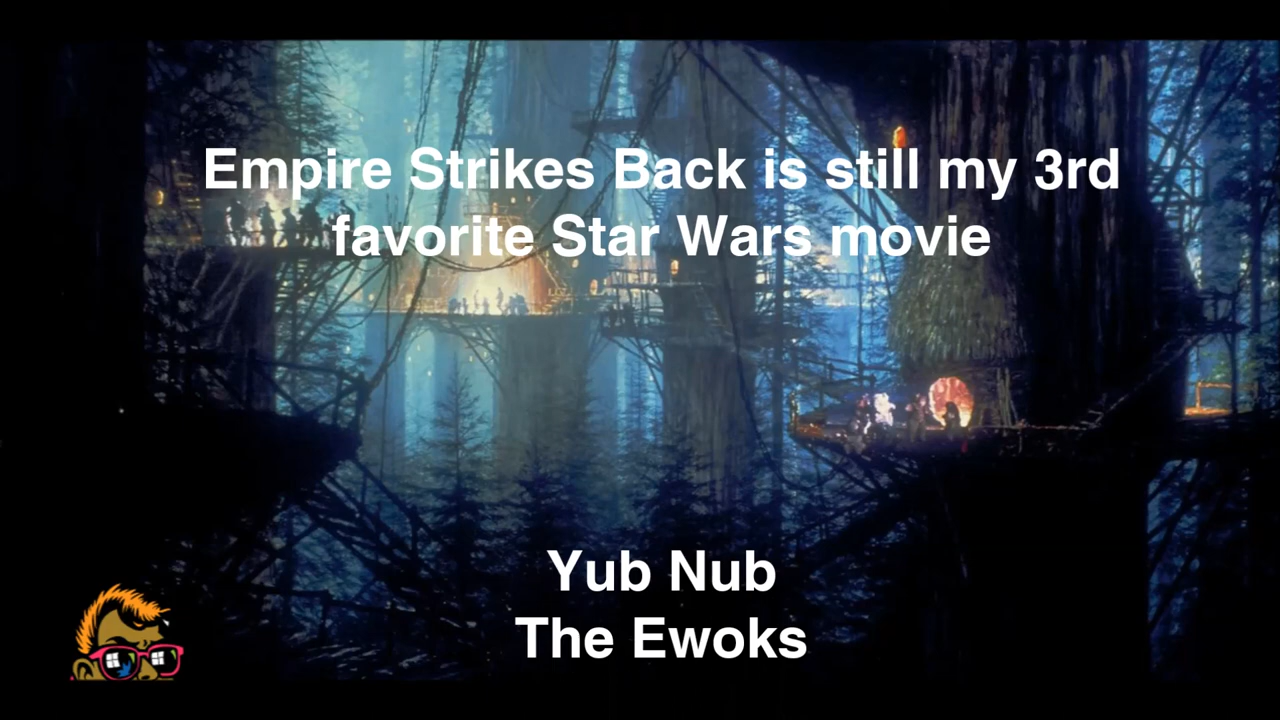 Empire Strikes Back is still my 3rd
favorite Star Wars movie
Yub Nub
The Ewoks